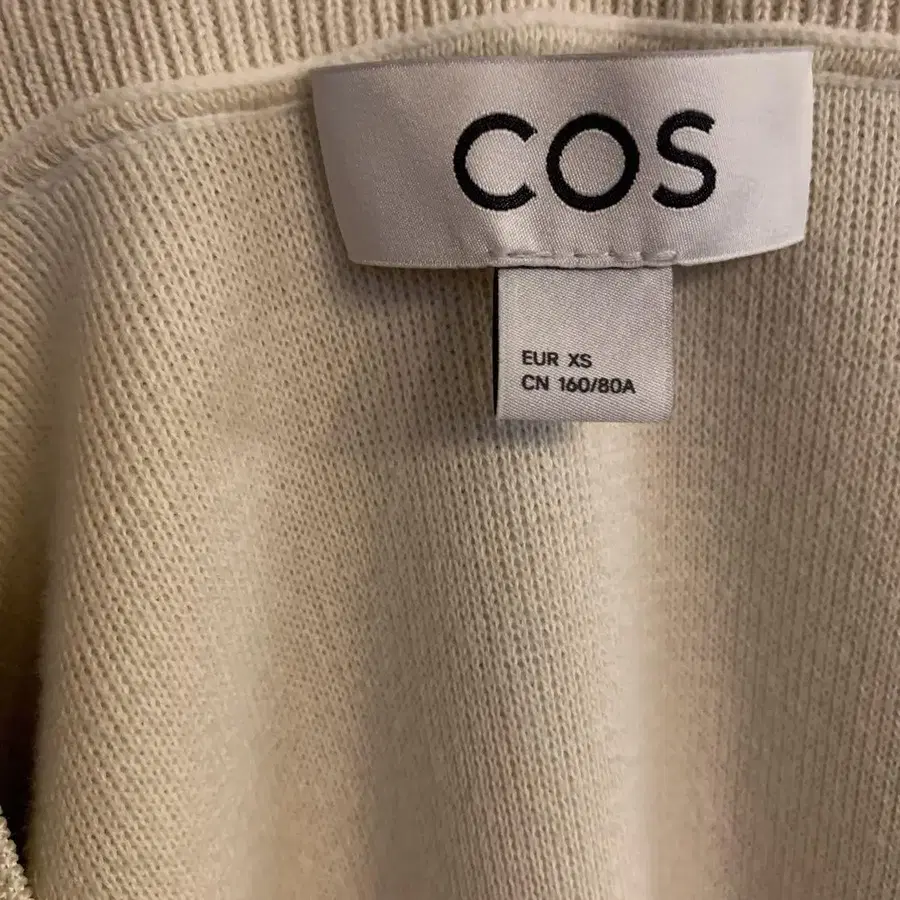 COS
EUR XS
CN 160/80A